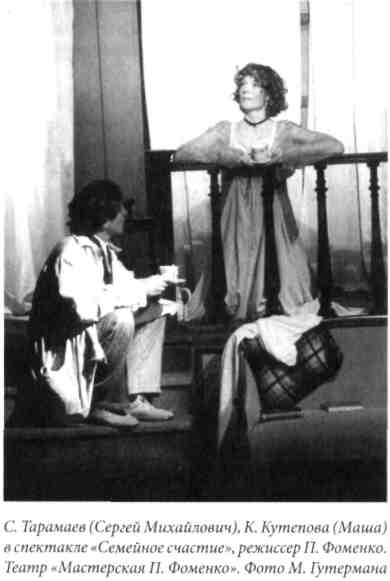 С. Тарамаев (Сергей Михайлович), К. Кутепова (Маша)
в спектакле «Семейное счастие», режиссер П. Фоменко.
Театр «Мастерская П. Фоменко». Фото М. Гутермана